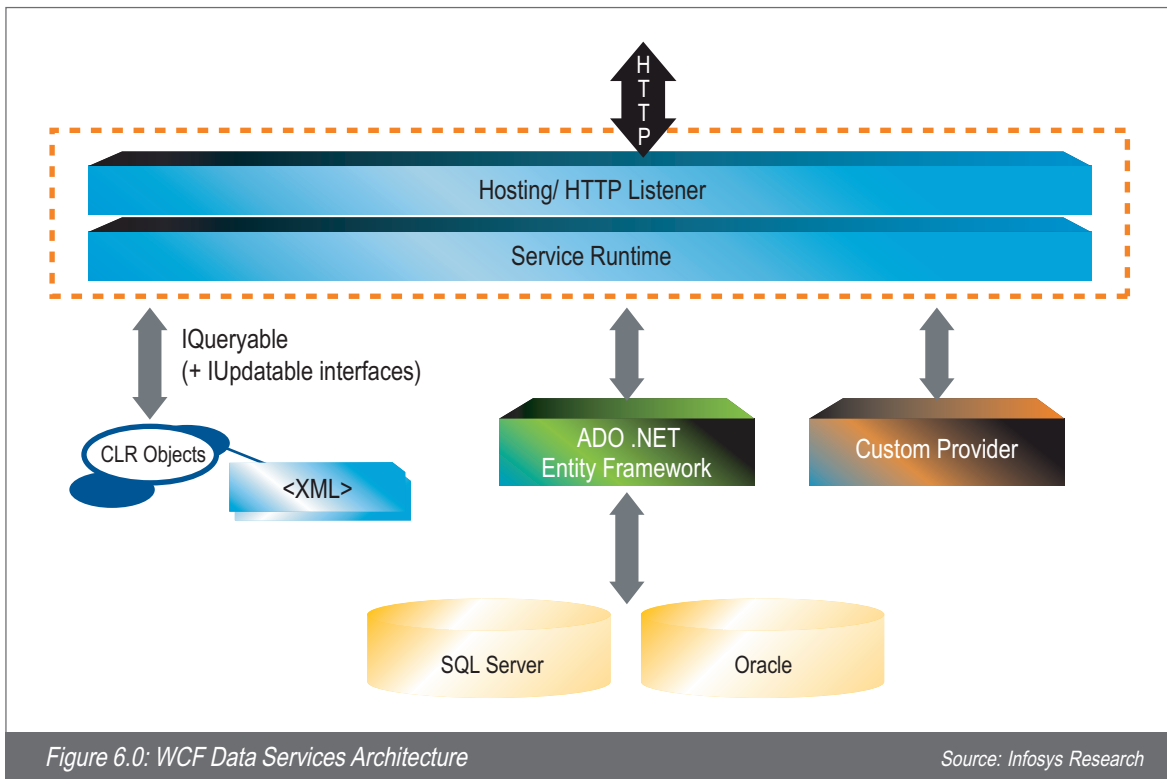 HTTP
Hosting/ HTTP Listener
Service Runtime
IQueryable
(+ IUpdatable interfaces)
CLR Objects
<XML>
ADO .NET
Entity Framework
Custom Provider
SQL Server
Oracle
Figure 6.0: WCF Data Services Architecture
Source: Infosys Research